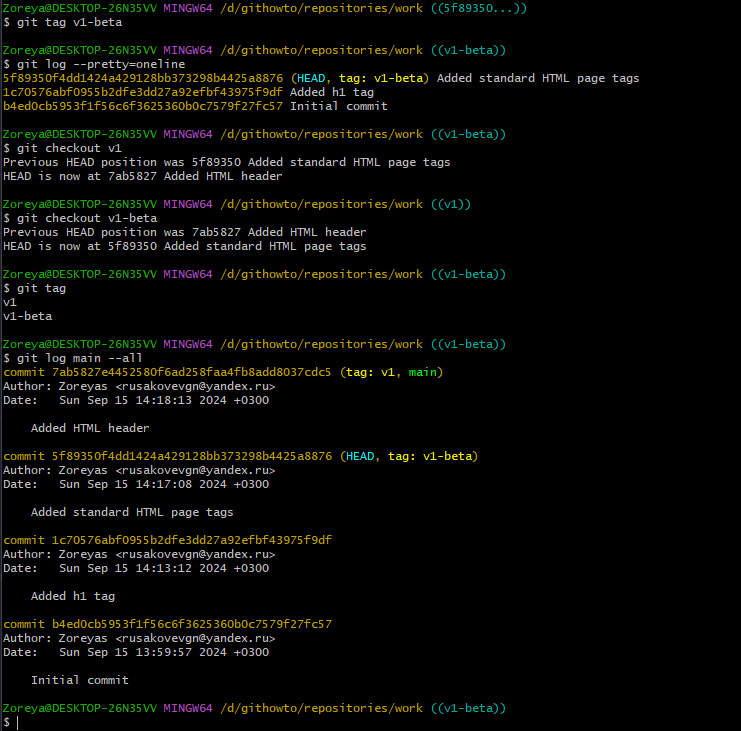 Zoreya@DESKTOP-26N35VV MINGW64 /d/githowto/repositories/work ((5f89350...))
$ git tag v1-beta
Zoreya@DESKTOP-26N35VV MINGW64 /d/githowto/repositories/work ((v1-beta))
$ git log --pretty=oneline
5f89350f4dd1424a429128bb373298b4425a8876 (HEAD, tag: v1-beta) Added standard HTML page tags
1c70576abf0955b2dfe3dd27a92efbf43975f9df Added h1 tag
b4ed0cb5953f1f56c6f3625360b0c7579f27fc57 Initial commit
Zoreya@DESKTOP-26N35VV MINGW64 /d/githowto/repositories/work ((v1-beta))
$ git checkout v1
Previous HEAD position was 5f89350 Added standard HTML page tags
HEAD is now at 7ab5827 Added HTML header
Zoreya@DESKTOP-26N35VV MINGW64 /d/githowto/repositories/work ((v1))
$ git checkout v1-beta
Previous HEAD position was 7ab5827 Added HTML header
HEAD is now at 5f89350 Added standard HTML page tags
Zoreya@DESKTOP-26N35VV MINGW64 /d/githowto/repositories/work ((v1-beta))
$ git tag
v1
v1-beta
Zoreya@DESKTOP-26N35VV MINGW64 /d/githowto/repositories/work ((v1-beta))
$ git log main --all
commit 7ab5827e4452580f6ad258faa4fb8add8037cdc5 (tag: v1, main)
Author: Zoreyas <rusakovevgn@yandex.ru>
Date:   Sun Sep 15 14:18:13 2024 +0300
Added HTML header
commit 5f89350f4dd1424a429128bb373298b4425a8876 (HEAD, tag: v1-beta)
Author: Zoreyas <rusakovevgn@yandex.ru>
Date:   Sun Sep 15 14:17:08 2024 +0300
Added standard HTML page tags
commit 1c70576abf0955b2dfe3dd27a92efbf43975f9df
Author: Zoreyas <rusakovevgn@yandex.ru>
Date:   Sun Sep 15 14:13:12 2024 +0300
Added h1 tag
commit b4ed0cb5953f1f56c6f3625360b0c7579f27fc57
Author: Zoreyas <rusakovevgn@yandex.ru>
Date:   Sun Sep 15 13:59:57 2024 +0300
Initial commit
Zoreya@DESKTOP-26N35VV MINGW64 /d/githowto/repositories/work ((v1-beta))
$